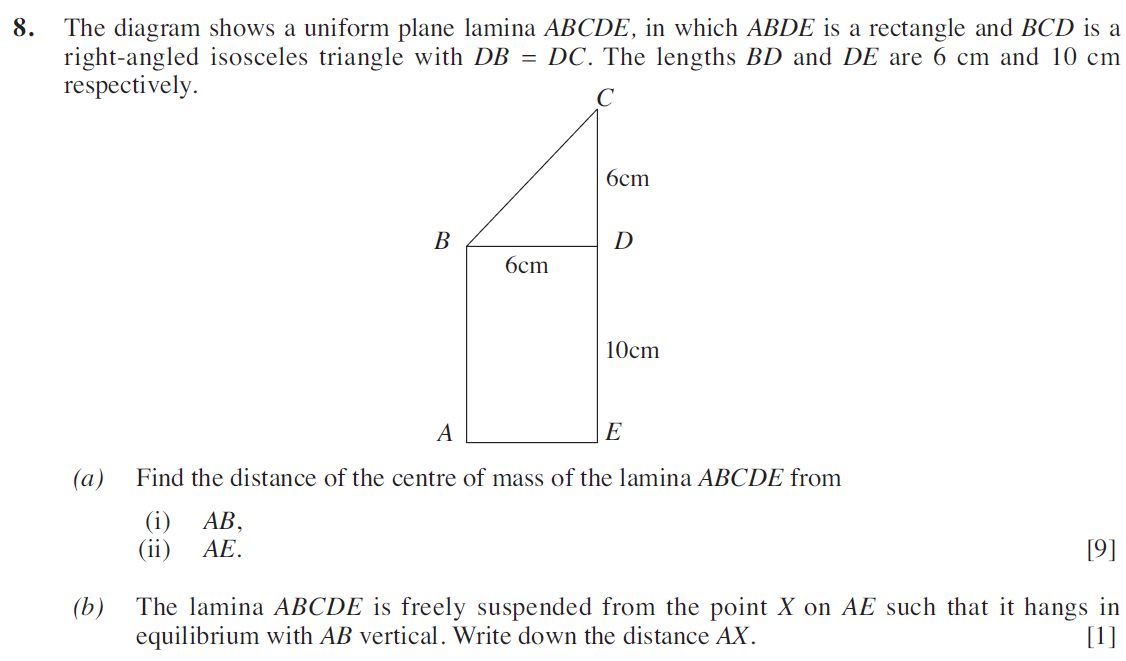 8. The diagram shows a uniform plane lamina ABCDE, in which ABDE is a rectangle and BCD is a
right-angled isosceles triangle with DB = DC. The lengths BD and DE are 6 cm and 10 cm
respectively.
C
6cm
B
D
6cm
10cm
A
E
(a) Find the distance of the centre of mass of the lamina ABCDE from
(i) AB,
(ii) AE. [9]
(b) The lamina ABCDE is freely suspended from the point X on AE such that it hangs in
equilibrium with AB vertical. Write down the distance AX. [1]